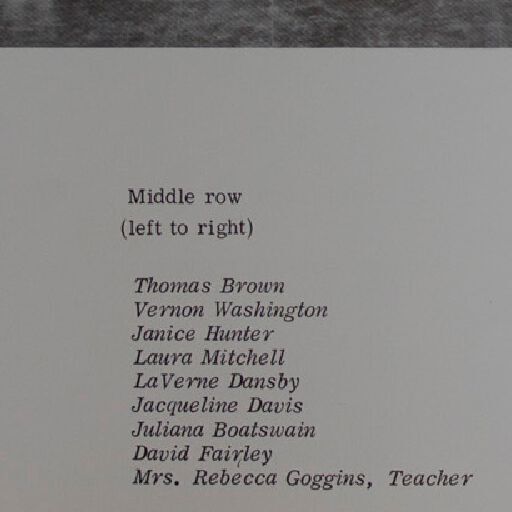 Middle row
(left to right)
Thomas Brown
Vernon Washington
Janice Hunter
Laura Mitchell
LaVerne Dansby
Jacqueline Davis
Juliana Boatswain
David Fairley
Mrs. Rebecca Goggins, Teacher